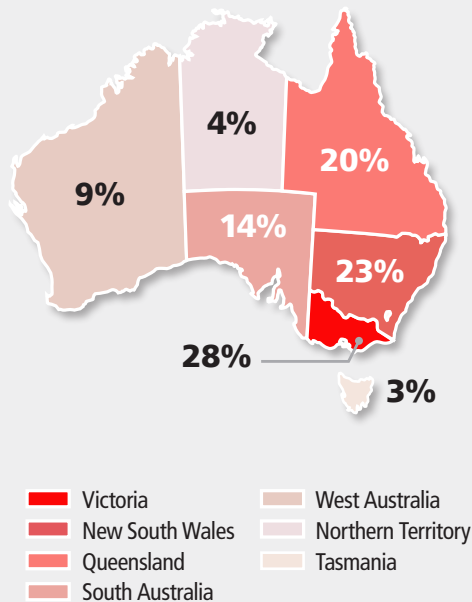 4%
20%
9%
14%
23%
28%
3%
Victoria
New South Wales
Queensland
South Australia
West Australia
Northern Territory
Tasmania